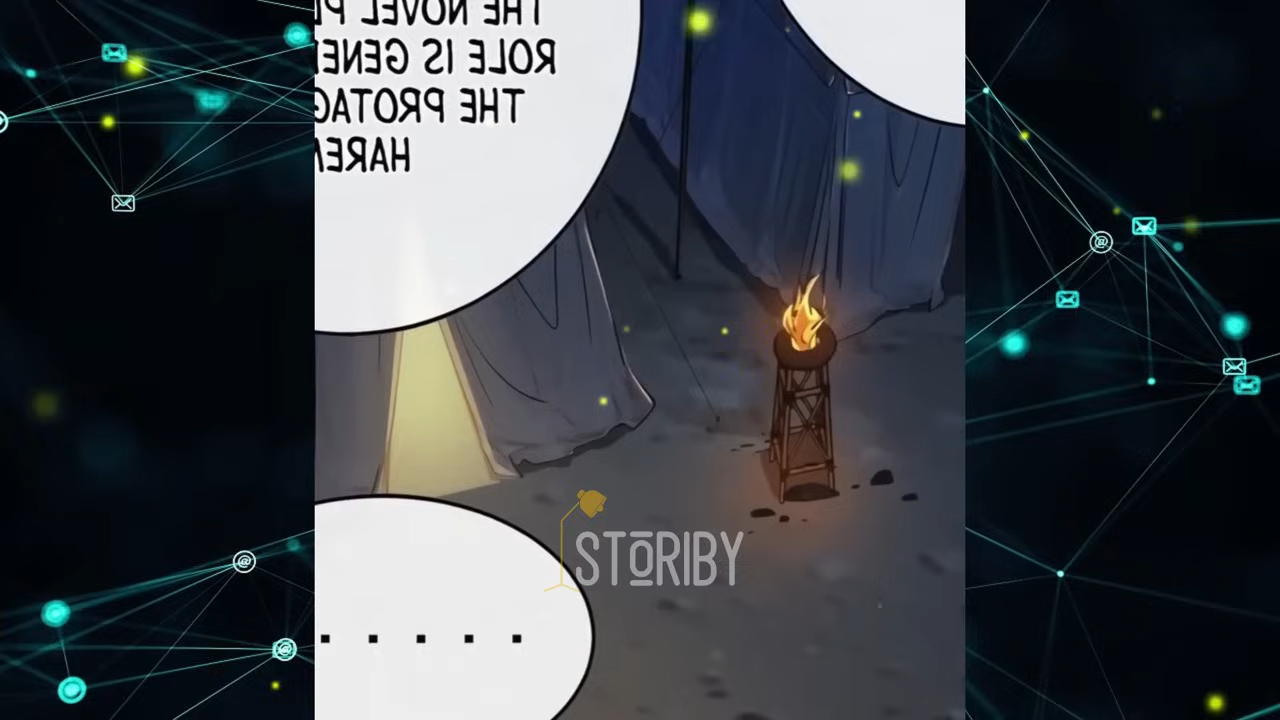 THE NOVEL
ROLE IS GENE
THE PROTAG
HARE
. . . . .
STORIBY